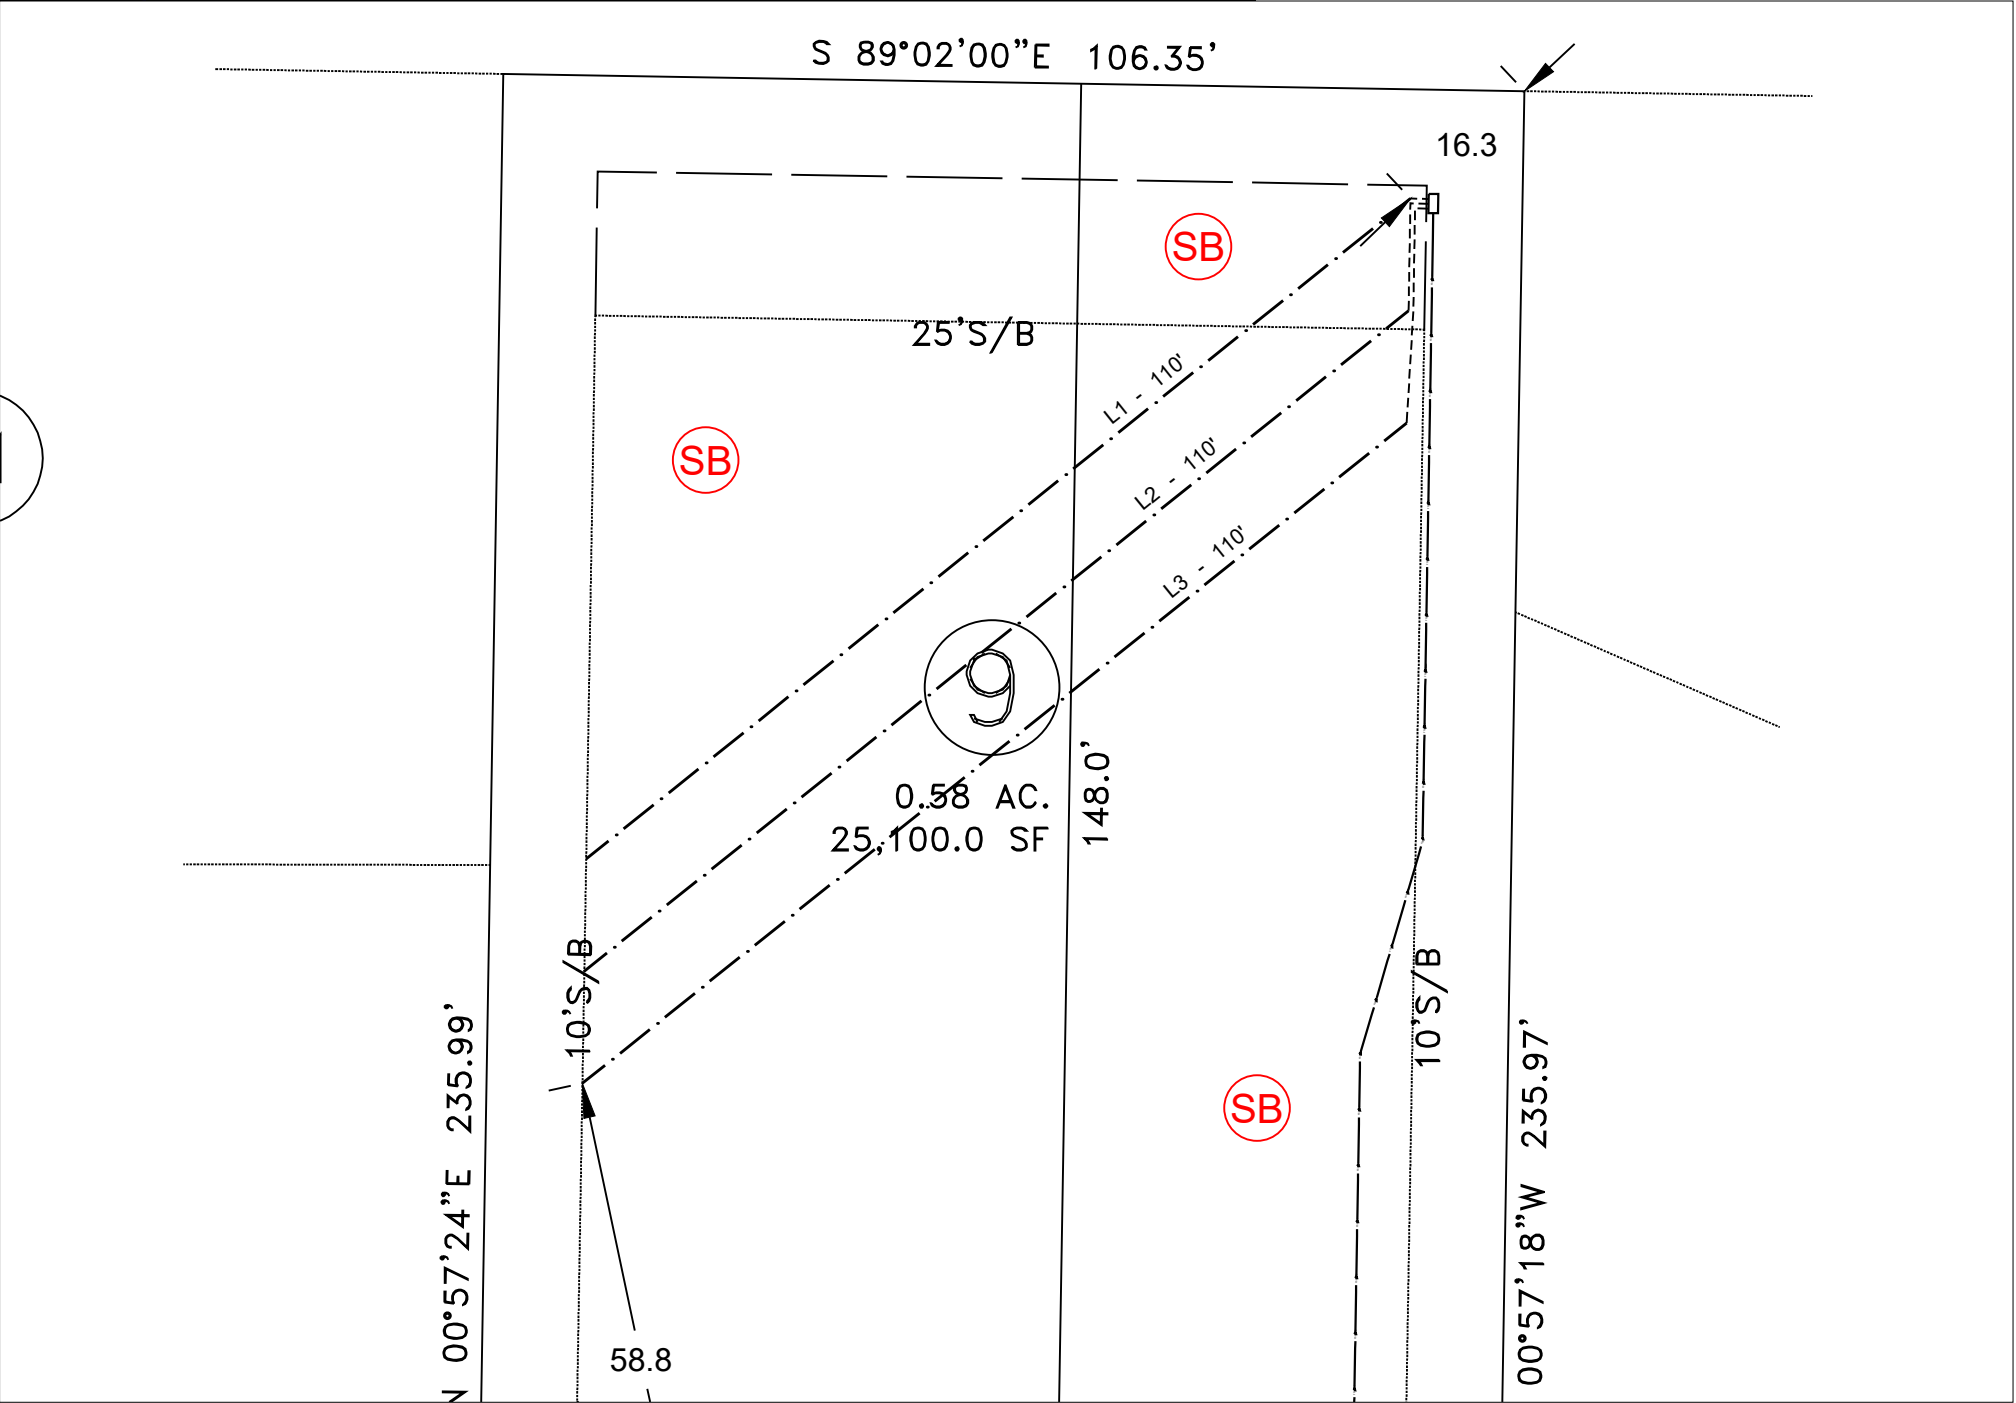 S 89°02'00"E 106.35'
16.3
SB
25'S/B
L1 - 110'
SB
L2 - 110'
L3 - 110'
9
148.0'
0.58 AC.
25,100.0 SF
10'S/B
10'S/B
N 00°57'24"E 235.99'
00°57'18"W 235.97'
SB
58.8